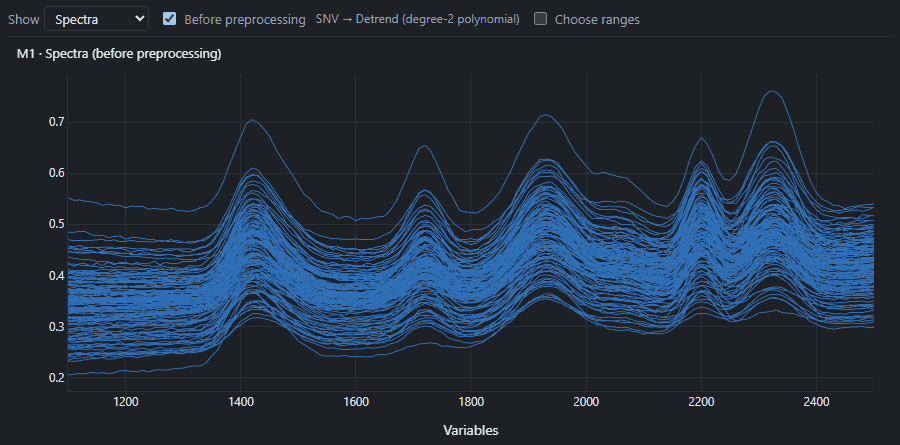 Show Spectra Before preprocessing SNV → Detrend (degree-2 polynomial) Choose ranges
M1 · Spectra (before preprocessing)
0.7
0.6
0.5
0.4
0.3
0.2
1200 1400 1600 1800 2000 2200 2400
Variables